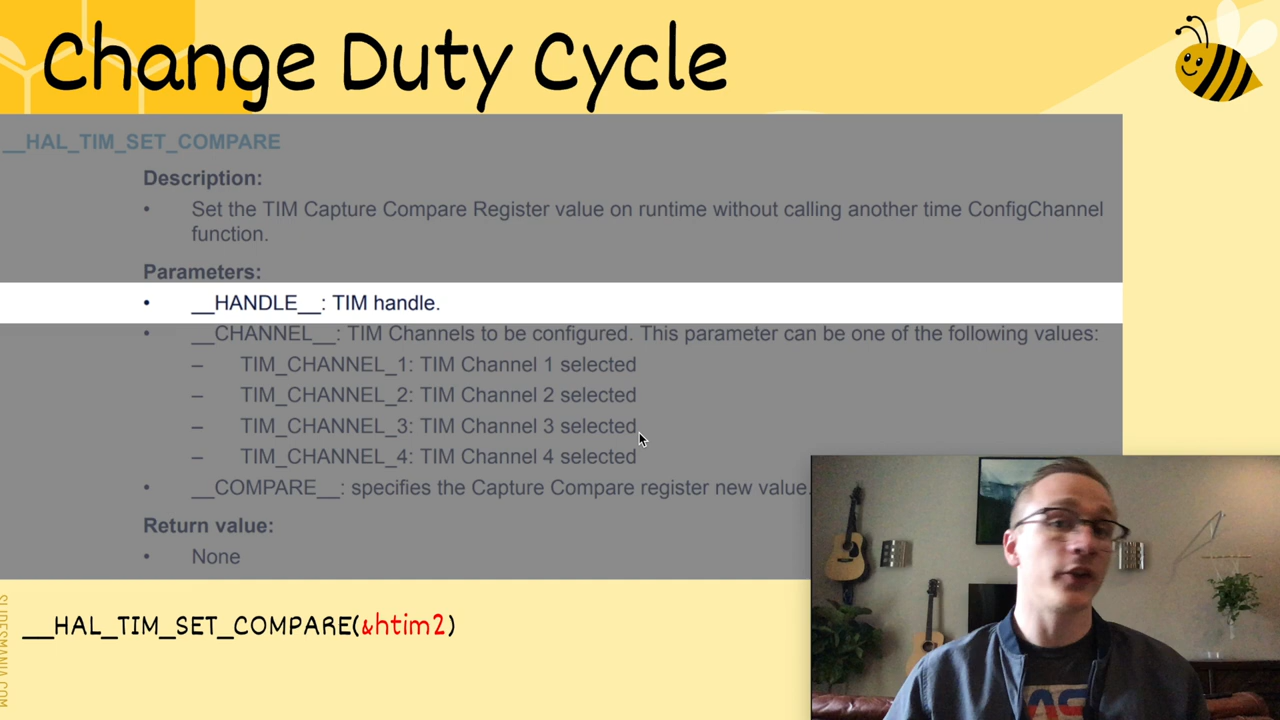 Change Duty Cycle
__HAL_TIM_SET_COMPARE
Description:
• Set the TIM Capture Compare Register value on runtime without calling another time ConfigChannel
function.
Parameters:
• __HANDLE__: TIM handle.
• __CHANNEL__: TIM Channels to be configured. This parameter can be one of the following values:
– TIM_CHANNEL_1: TIM Channel 1 selected
– TIM_CHANNEL_2: TIM Channel 2 selected
– TIM_CHANNEL_3: TIM Channel 3 selected
– TIM_CHANNEL_4: TIM Channel 4 selected
• __COMPARE__: specifies the Capture Compare register new value.
Return value:
• None
__HAL_TIM_SET_COMPARE(&htim2)
SLIDESMANIA.COM